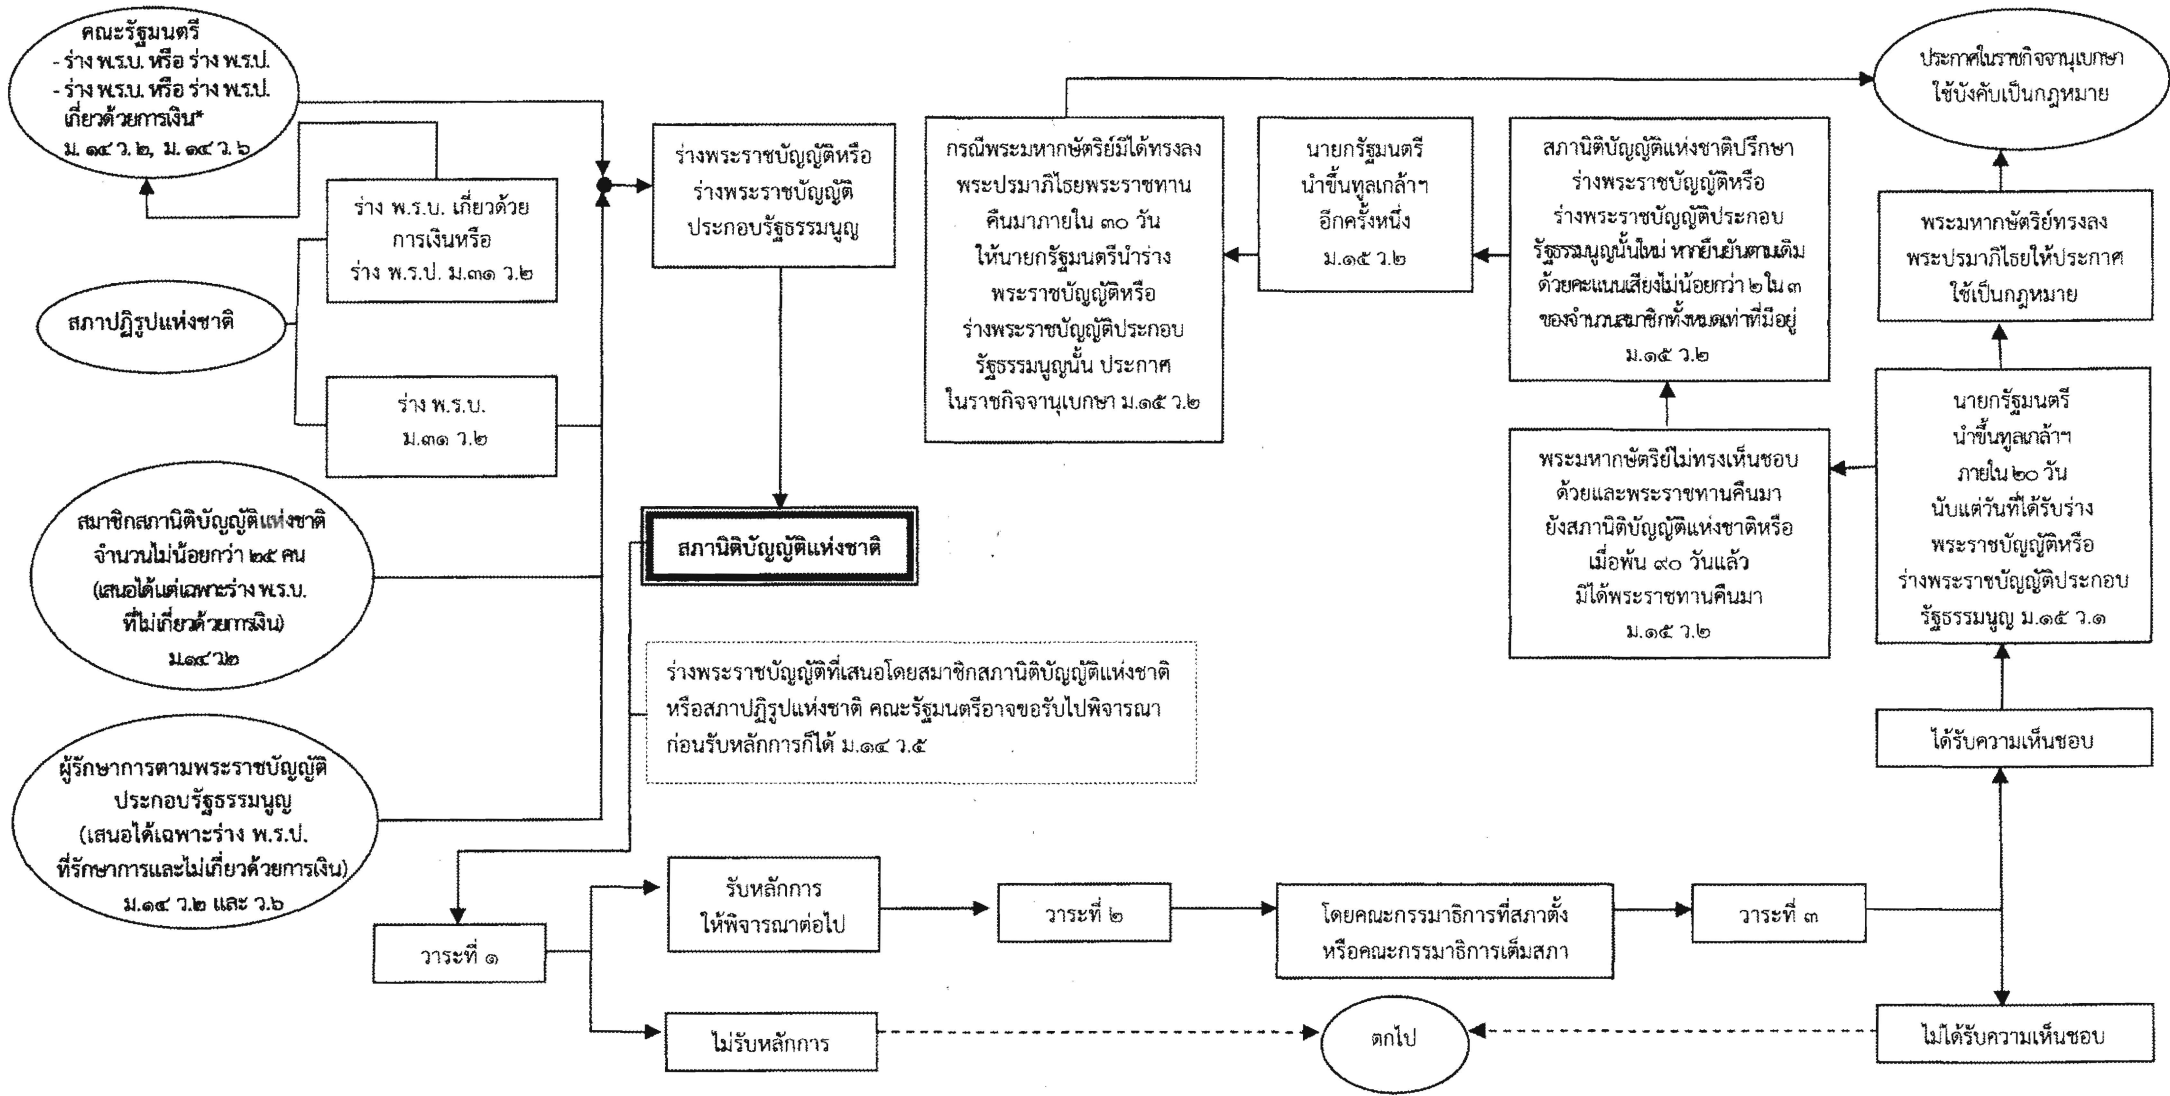 คณะรัฐมนตรี
- ร่าง พ.ร.บ. หรือ ร่าง พ.ร.ป.
- ร่าง พ.ร.บ. หรือ ร่าง พ.ร.ป.
เกี่ยวด้วยการเงิน*
ม. ๑๔ ว. ๒, ม. ๑๔ ว. ๖
ร่าง พ.ร.บ. เกี่ยวด้วย
การเงินหรือ
ร่าง พ.ร.ป. ม.๓๑ ว.๒
สภาปฏิรูปแห่งชาติ
ร่าง พ.ร.บ.
ม.๓๑ ว.๒
สมาชิกสภานิติบัญญัติแห่งชาติ
จำนวนไม่น้อยกว่า ๒๕ คน
(เสนอได้แต่เฉพาะร่าง พ.ร.บ.
ที่ไม่เกี่ยวด้วยการเงิน)
ม.๑๔ ว๒
ผู้รักษาการตามพระราชบัญญัติ
ประกอบรัฐธรรมนูญ
(เสนอได้เฉพาะร่าง พ.ร.ป.
ที่รักษาการและไม่เกี่ยวด้วยการเงิน)
ม.๑๔ ว.๒ และ ว.๖
ร่างพระราชบัญญัติหรือ
ร่างพระราชบัญญัติ
ประกอบรัฐธรรมนูญ
สภานิติบัญญัติแห่งชาติ
ร่างพระราชบัญญัติที่เสนอโดยสมาชิกสภานิติบัญญัติแห่งชาติ
หรือสภาปฏิรูปแห่งชาติ คณะรัฐมนตรีอาจขอรับไปพิจารณา
ก่อนรับหลักการก็ได้ ม.๑๔ ว.๕
วาระที่ ๑
รับหลักการ
ให้พิจารณาต่อไป
ไม่รับหลักการ
วาระที่ ๒
โดยคณะกรรมาธิการที่สภาตั้ง
หรือคณะกรรมาธิการเต็มสภา
วาระที่ ๓
ตกไป
ไม่ได้รับความเห็นชอบ
ได้รับความเห็นชอบ
นายกรัฐมนตรี
นำขึ้นทูลเกล้าฯ
ภายใน ๒๐ วัน
นับแต่วันที่ได้รับร่าง
พระราชบัญญัติหรือ
ร่างพระราชบัญญัติประกอบ
รัฐธรรมนูญ ม.๑๕ ว.๑
พระมหากษัตริย์ทรงลง
พระปรมาภิไธยให้ประกาศ
ใช้เป็นกฎหมาย
ประกาศในราชกิจจานุเบกษา
ใช้บังคับเป็นกฎหมาย
พระมหากษัตริย์ไม่ทรงเห็นชอบ
ด้วยและพระราชทานคืนมา
ยังสภานิติบัญญัติแห่งชาติหรือ
เมื่อพ้น ๙๐ วันแล้ว
มิได้พระราชทานคืนมา
ม.๑๕ ว.๒
สภานิติบัญญัติแห่งชาติปรึกษา
ร่างพระราชบัญญัติหรือ
ร่างพระราชบัญญัติประกอบ
รัฐธรรมนูญนั้นใหม่ หากยืนยันตามเดิม
ด้วยคะแนนเสียงไม่น้อยกว่า ๒ ใน ๓
ของจำนวนสมาชิกทั้งหมดเท่าที่มีอยู่
ม.๑๕ ว.๒
นายกรัฐมนตรี
นำขึ้นทูลเกล้าฯ
อีกครั้งหนึ่ง
ม.๑๕ ว.๒
กรณีพระมหากษัตริย์มิได้ทรงลง
พระปรมาภิไธยพระราชทาน
คืนมาภายใน ๓๐ วัน
ให้นายกรัฐมนตรีนำร่าง
พระราชบัญญัติหรือ
ร่างพระราชบัญญัติประกอบ
รัฐธรรมนูญนั้น ประกาศ
ในราชกิจจานุเบกษา ม.๑๕ ว.๒